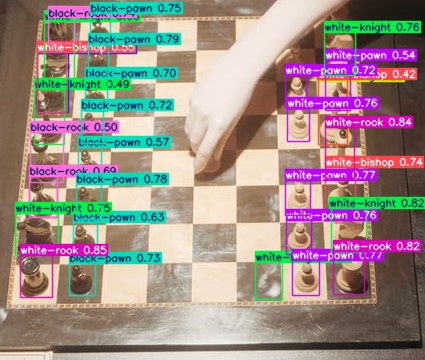 black-pawn 0.75
black-rook
white-knight 0.76
black-pawn 0.79
white-bishop 0.55
white-pawn 0.54
black-pawn 0.70
white-pawn 0.72
white-bishop 0.42
white-knight 0.49
black-pawn 0.72
white-pawn 0.76
white-rook 0.84
black-rook 0.50
black-pawn 0.57
white-bishop 0.74
black-rook 0.69
black-pawn 0.78
white-pawn 0.77
white-knight 0.75
black-pawn 0.63
white-pawn 0.76
white-knight 0.82
white-rook 0.85
black-pawn 0.73
white-pawn 0.77
white-rook 0.82